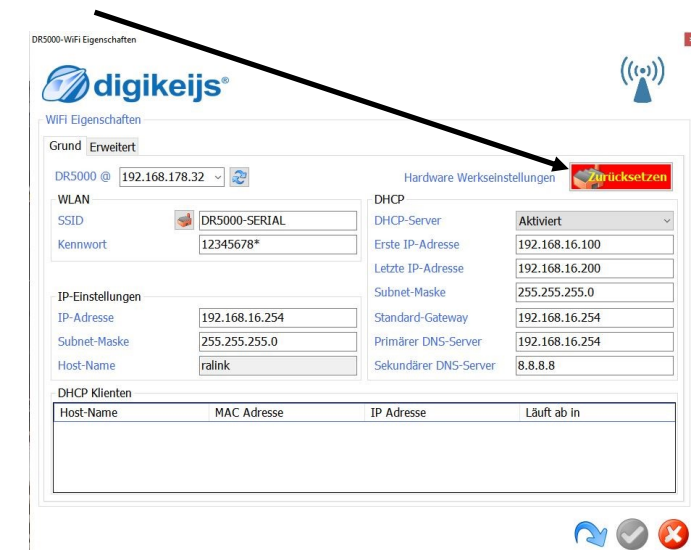 DR5000-WiFi Eigenschaften
digikeijs®
WiFi Eigenschaften
Grund Erweitert
DR5000 @ 192.168.178.32
Hardware Werkseinstellungen Zurücksetzen
WLAN
SSID DR5000-SERIAL
Kennwort 12345678*
DHCP
DHCP-Server Aktiviert
Erste IP-Adresse 192.168.16.100
Letzte IP-Adresse 192.168.16.200
Subnet-Maske 255.255.255.0
Standard-Gateway 192.168.16.254
Primärer DNS-Server 192.168.16.254
Sekundärer DNS-Server 8.8.8.8
IP-Einstellungen
IP-Adresse 192.168.16.254
Subnet-Maske 255.255.255.0
Host-Name ralink
DHCP Klienten
Host-Name MAC Adresse IP Adresse Läuft ab in